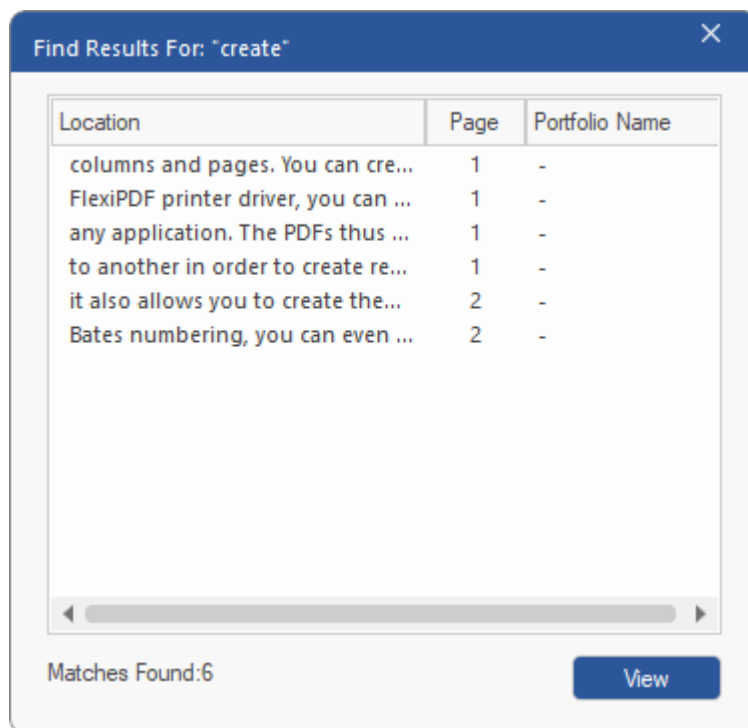 Find Results For: "create"
Location Page Portfolio Name
columns and pages. You can cre... 1 -
FlexiPDF printer driver, you can ... 1 -
any application. The PDFs thus ... 1 -
to another in order to create re... 1 -
it also allows you to create the... 2 -
Bates numbering, you can even ... 2 -
Matches Found:6
View